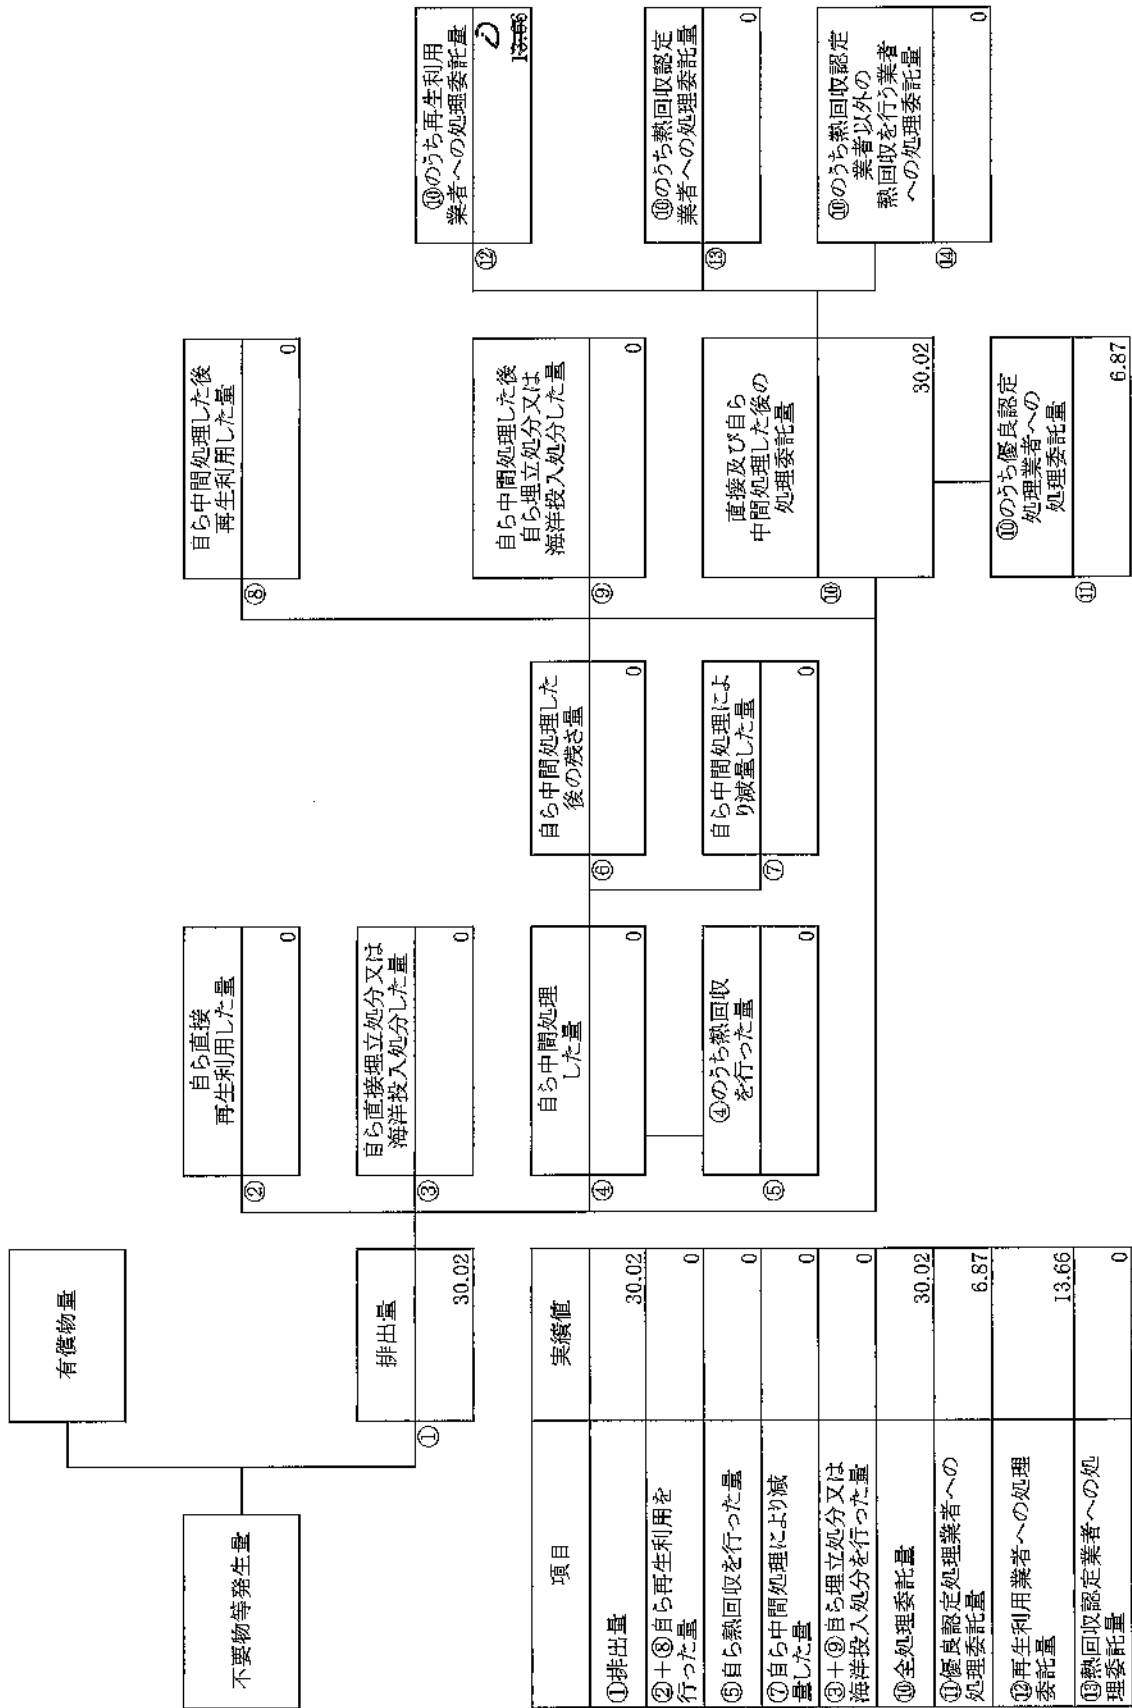 有償物量
不要物等発生量
①
排出量
30.02
②
自ら直接
再生利用した量
0
③
自ら直接埋立処分又は
海洋投入処分した量
0
④
自ら中間処理
した量
0
⑤
④のうち熱回収
を行った量
0
⑥
自ら中間処理した
後の残さ量
0
⑦
自ら中間処理によ
り減量した量
0
⑧
自ら中間処理した後
再生利用した量
0
⑨
自ら中間処理した後
自ら埋立処分又は
海洋投入処分した量
0
⑩
直接及び自ら
中間処理した後の
処理委託量
30.02
⑪
⑩のうち優良認定
処理業者への
処理委託量
6.87
⑫
⑩のうち再生利用
業者への処理委託量
⑬
⑩のうち熱回収認定
業者への処理委託量
0
⑭
⑩のうち熱回収認定
業者以外の
熱回収を行う業者
への処理委託量
0
項目 実績値
①排出量 30.02
②+⑧自ら再生利用を
行った量 0
⑤自ら熱回収を行った量 0
⑦自ら中間処理により減
量した量 0
③+⑨自ら埋立処分又は
海洋投入処分を行った量 0
⑩全処理委託量 30.02
⑪優良認定処理業者への
処理委託量 6.87
⑫再生利用業者への処理
委託量 13.66
⑬熱回収認定業者への処
理委託量 0